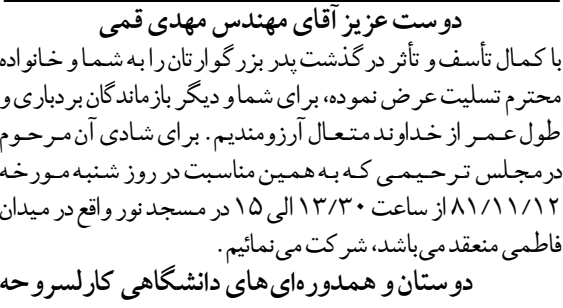 دوست عزیز آقای مهندس مهدی قمی
با کمال تأسف و تأثر درگذشت پدر بزرگوارتان را به شما و خانواده
محترم تسلیت عرض نموده، برای شما و دیگر بازماندگان بردباری و
طول عمر از خداوند متعال آرزومندیم. برای شادی آن مرحوم
درمجلس ترحیمی که به همین مناسبت در روز شنبه مورخه
۸۱/۱۱/۱۲ از ساعت ۱۳/۳۰ الی ۱۵ در مسجد نور واقع در میدان
فاطمی منعقد می‌باشد، شرکت می‌نمائیم.
دوستان و همدوره‌ای‌های دانشگاهی کارلسروحه